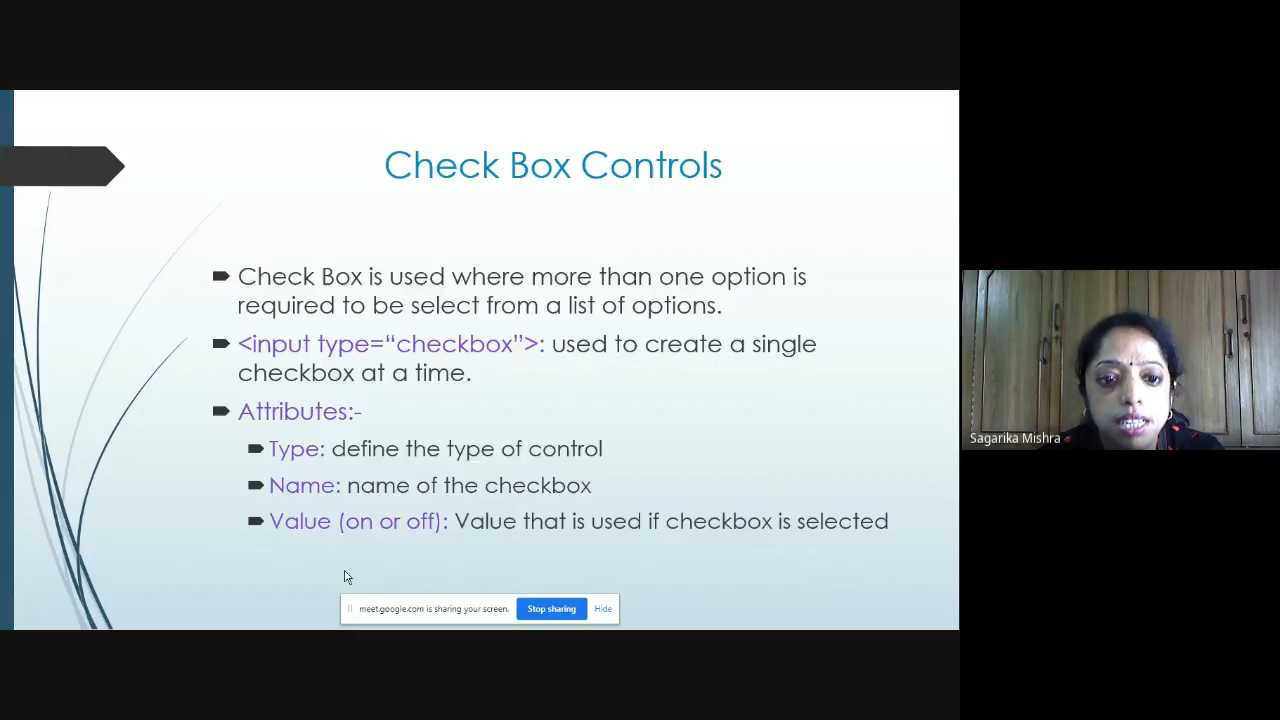 Check Box Controls
Check Box is used where more than one option is
required to be select from a list of options.
<input type=“checkbox”>: used to create a single
checkbox at a time.
Attributes:-
Type: define the type of control
Name: name of the checkbox
Value (on or off): Value that is used if checkbox is selected
Sagarika Mishra
meet.google.com is sharing your screen. Stop sharing Hide